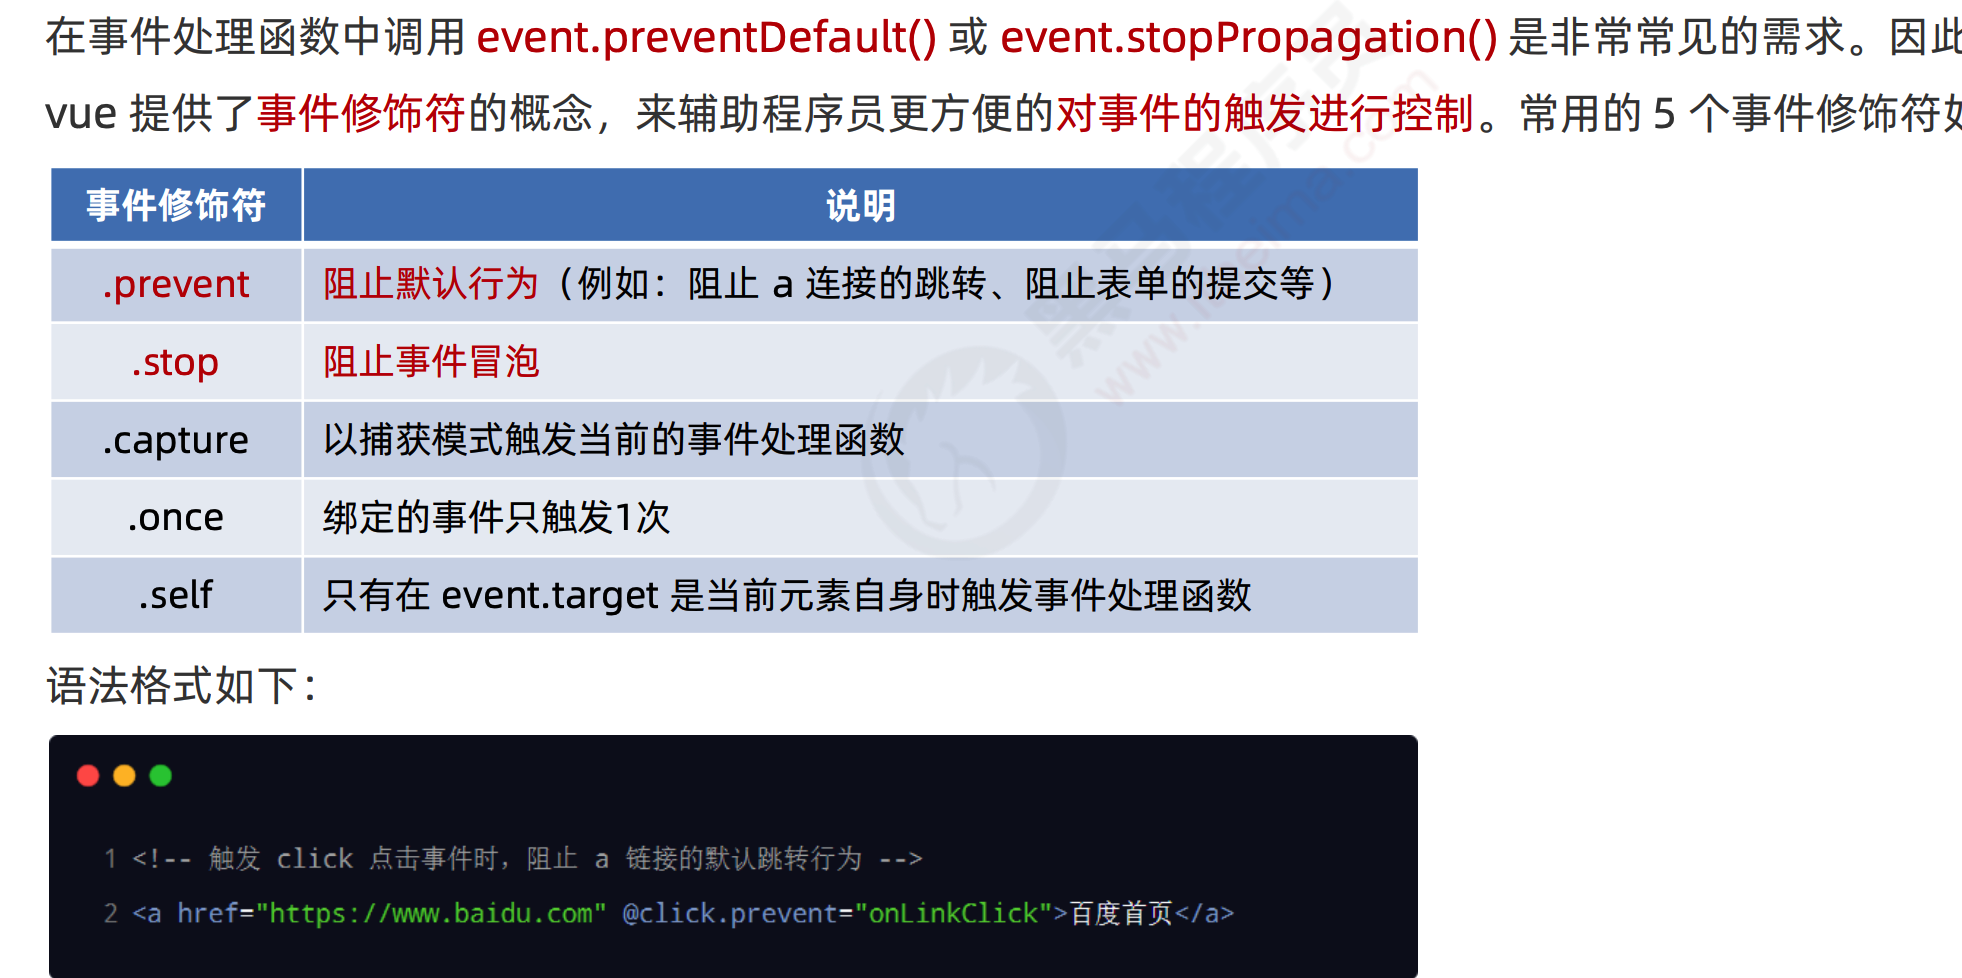 在事件处理函数中调用 event.preventDefault() 或 event.stopPropagation() 是非常常见的需求。因此
vue 提供了事件修饰符的概念，来辅助程序员更方便的对事件的触发进行控制。常用的 5 个事件修饰符如
事件修饰符 说明
.prevent 阻止默认行为（例如：阻止 a 连接的跳转、阻止表单的提交等）
.stop 阻止事件冒泡
.capture 以捕获模式触发当前的事件处理函数
.once 绑定的事件只触发1次
.self 只有在 event.target 是当前元素自身时触发事件处理函数
黑马程序员
www.itheima.com
语法格式如下：
1 <!-- 触发 click 点击事件时，阻止 a 链接的默认跳转行为 -->
2 <a href="https://www.baidu.com" @click.prevent="onLinkClick">百度首页</a>